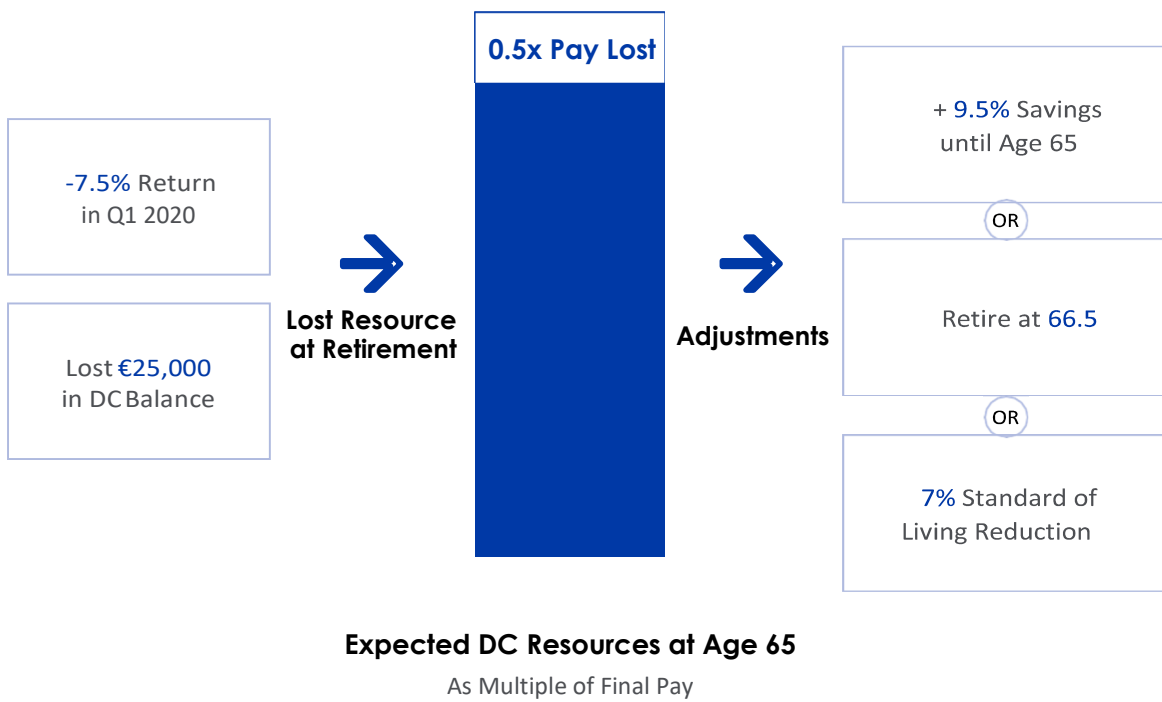 -7.5% Return
in Q1 2020
Lost €25,000
in DC Balance
Lost Resource
at Retirement
0.5x Pay Lost
Adjustments
+ 9.5% Savings
until Age 65
OR
Retire at 66.5
OR
7% Standard of
Living Reduction
Expected DC Resources at Age 65
As Multiple of Final Pay